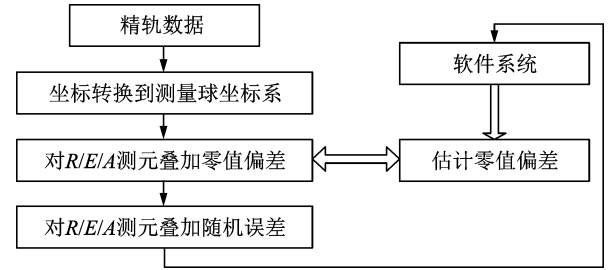 精轨数据
坐标转换到测量球坐标系
对R/E/A测元叠加零值偏差
对R/E/A测元叠加随机误差
软件系统
估计零值偏差